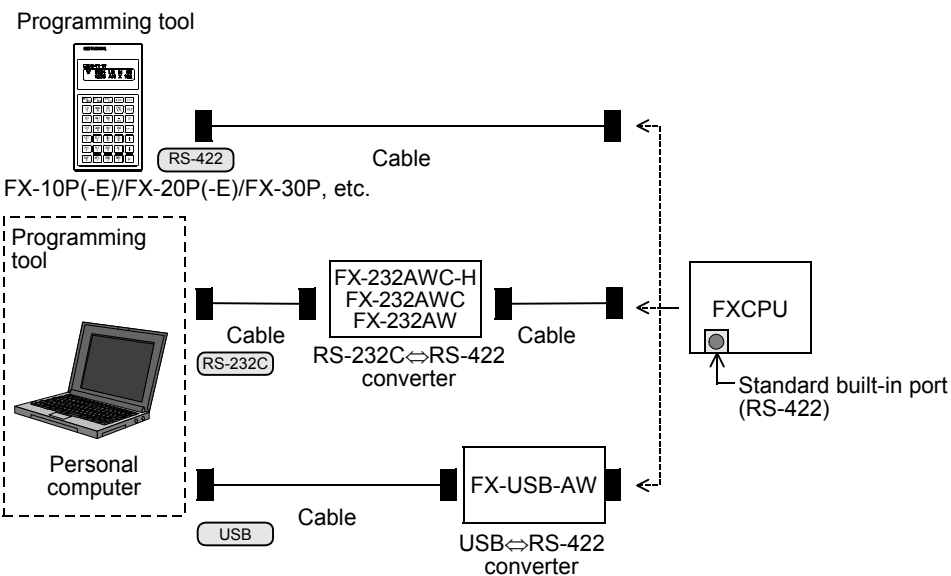 Programming tool
RS-422
Cable
FX-10P(-E)/FX-20P(-E)/FX-30P, etc.
Programming
tool
Personal
computer
Cable
RS-232C
FX-232AWC-H
FX-232AWC
FX-232AW
RS-232C⇔RS-422
converter
Cable
FXCPU
Standard built-in port
(RS-422)
USB
Cable
FX-USB-AW
USB⇔RS-422
converter